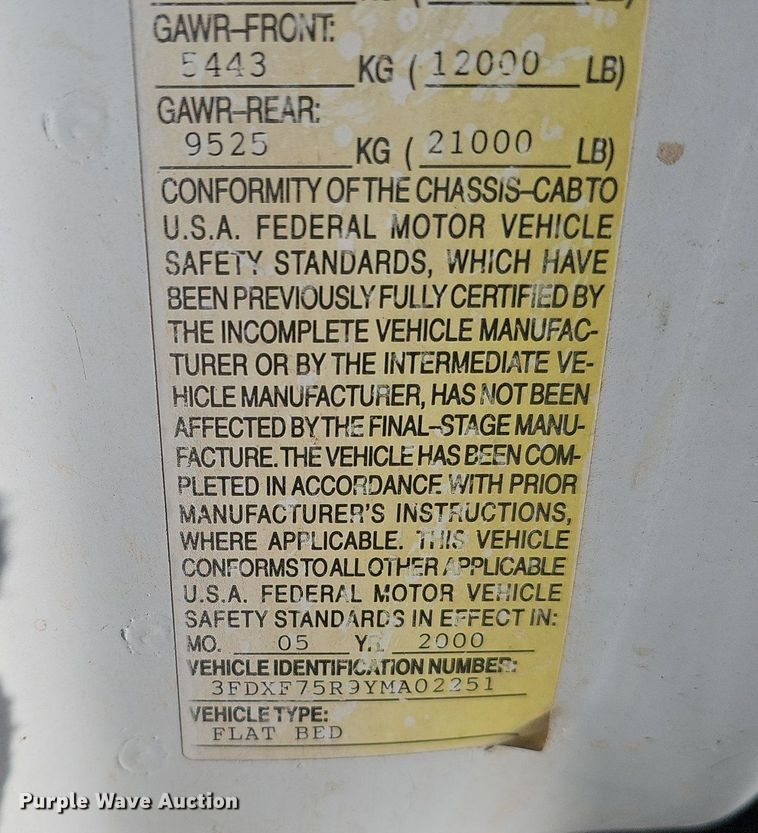 GAWR–FRONT:
5443 KG ( 12000 LB)
GAWR–REAR:
9525 KG ( 21000 LB)
CONFORMITY OF THE CHASSIS–CAB TO
U.S.A. FEDERAL MOTOR VEHICLE
SAFETY STANDARDS, WHICH HAVE
BEEN PREVIOUSLY FULLY CERTIFIED BY
THE INCOMPLETE VEHICLE MANUFAC-
TURER OR BY THE INTERMEDIATE VE-
HICLE MANUFACTURER, HAS NOT BEEN
AFFECTED BY THE FINAL–STAGE MANU-
FACTURE. THE VEHICLE HAS BEEN COM-
PLETED IN ACCORDANCE WITH PRIOR
MANUFACTURER'S INSTRUCTIONS,
WHERE APPLICABLE. THIS VEHICLE
CONFORMS TO ALL OTHER APPLICABLE
U.S.A. FEDERAL MOTOR VEHICLE
SAFETY STANDARDS IN EFFECT IN:
MO. 05 YR. 2000
VEHICLE IDENTIFICATION NUMBER:
3FDXF75R9YMA02251
VEHICLE TYPE:
FLAT BED
Purple Wave Auction